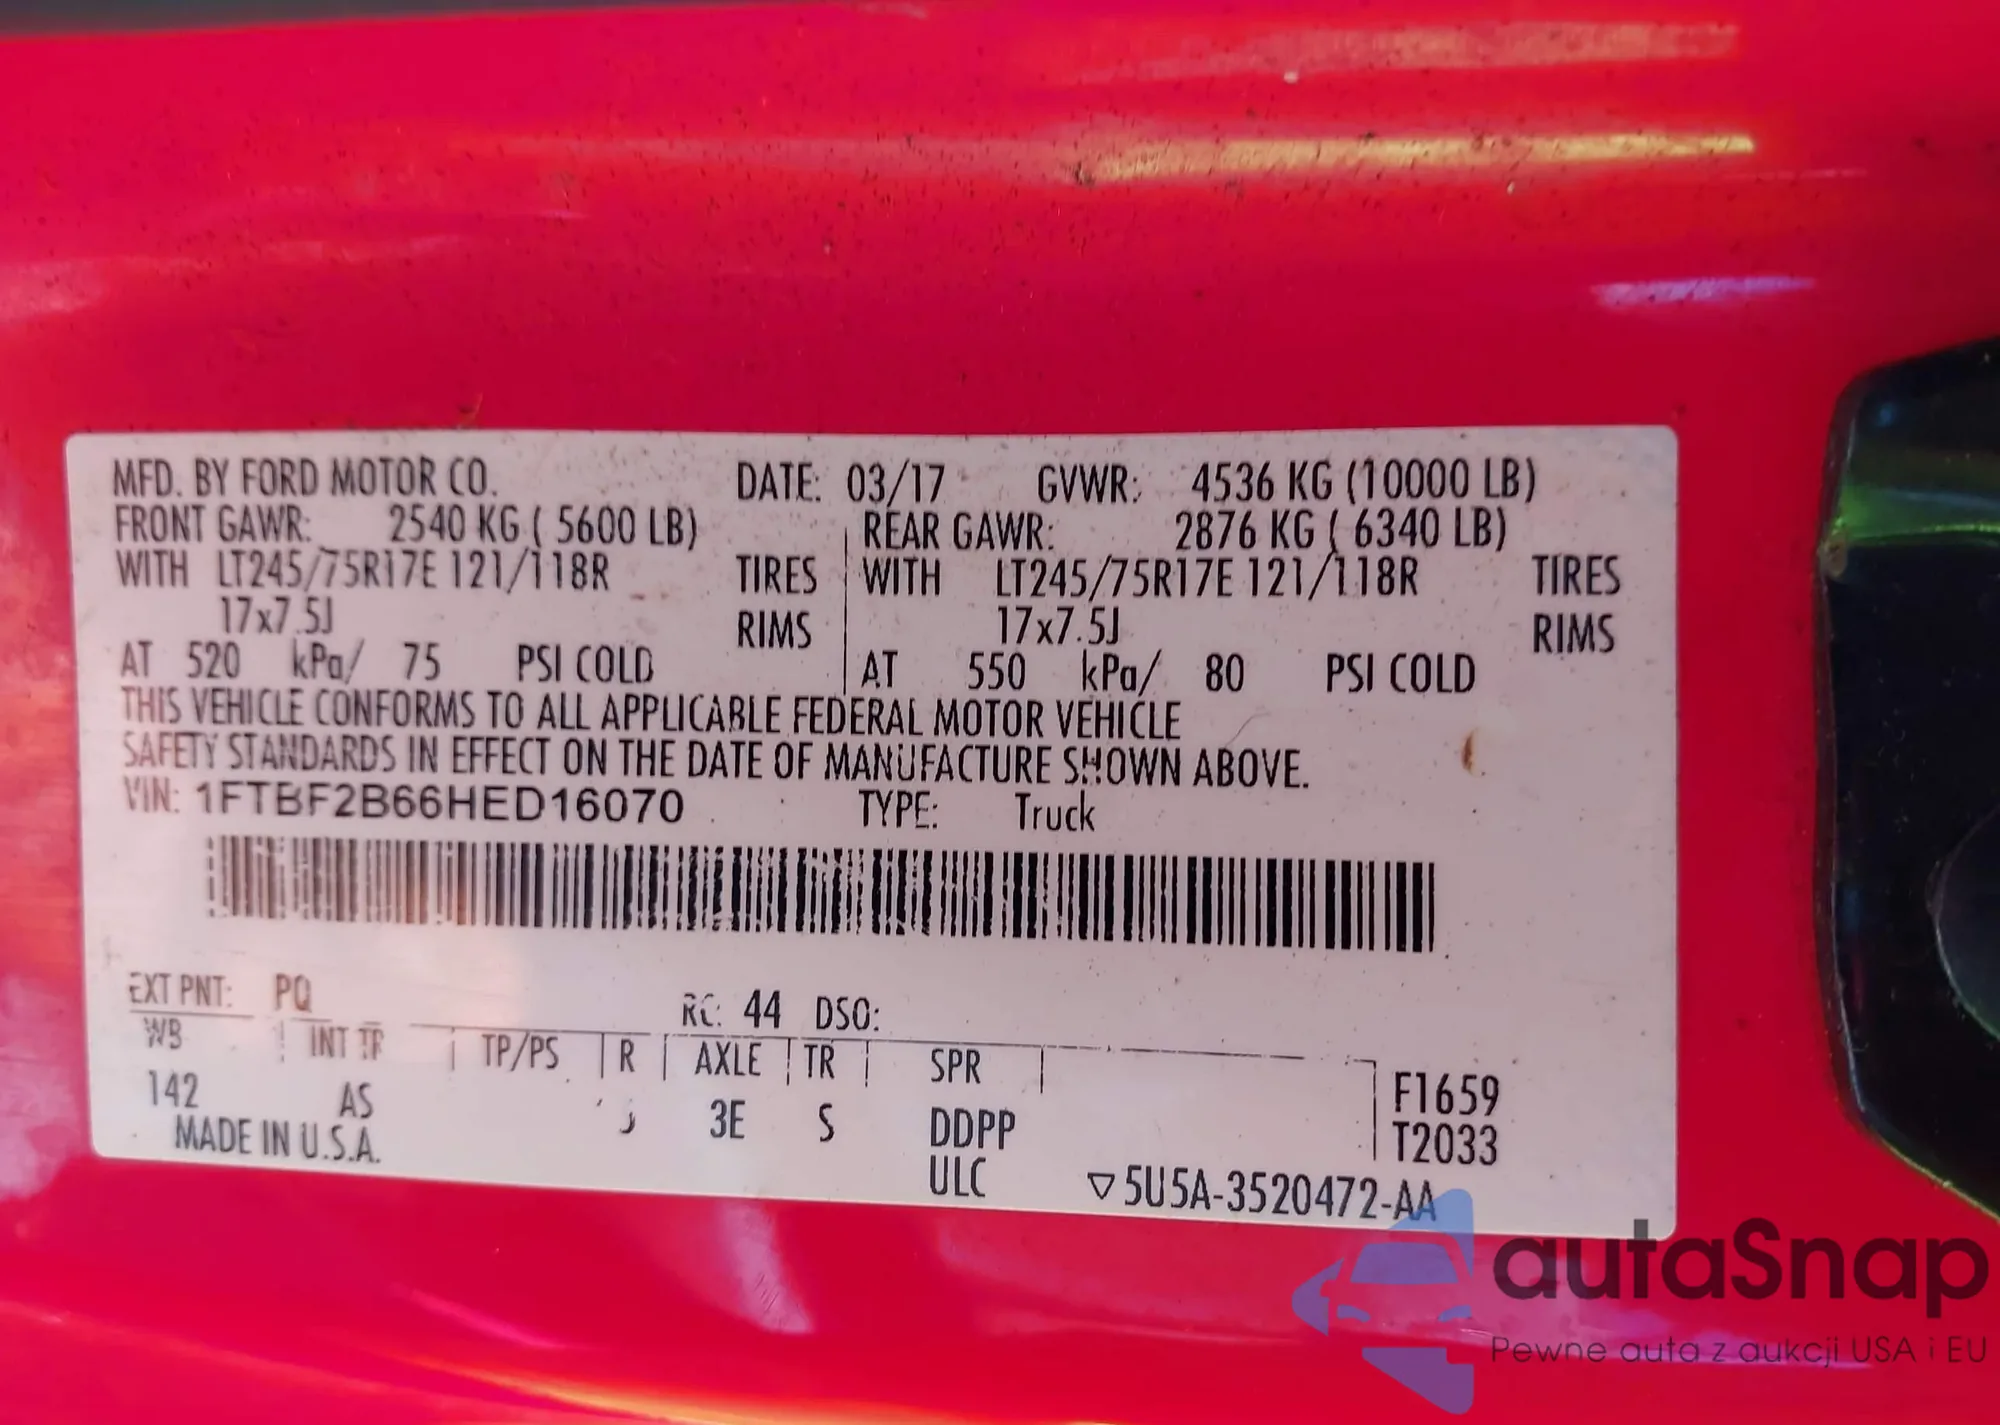 MFD. BY FORD MOTOR CO. DATE: 03/17 GVWR: 4536 KG (10000 LB)
FRONT GAWR: 2540 KG ( 5600 LB) REAR GAWR: 2876 KG ( 6340 LB)
WITH LT245/75R17E 121/118R TIRES WITH LT245/75R17E 121/118R TIRES
17x7.5J RIMS 17x7.5J RIMS
AT 520 kPa/ 75 PSI COLD AT 550 kPa/ 80 PSI COLD
THIS VEHICLE CONFORMS TO ALL APPLICABLE FEDERAL MOTOR VEHICLE
SAFETY STANDARDS IN EFFECT ON THE DATE OF MANUFACTURE SHOWN ABOVE.
VIN: 1FTBF2B66HED16070 TYPE: Truck
EXT PNT: PQ RC: 44 DSO:
WB INT TR TP/PS R AXLE TR SPR
142 AS 3E S DDPP F1659
MADE IN U.S.A. ULC T2033
▽5U5A-3520472-AA
autaSnap
Pewne auta z aukcji USA i EU